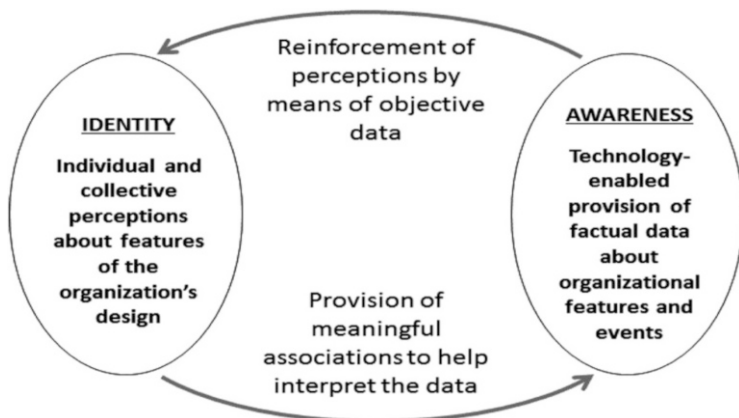 Reinforcement of
perceptions by
means of objective
data
IDENTITY
Individual and
collective
perceptions
about features
of the
organization's
design
AWARENESS
Technology-
enabled
provision of
factual data
about
organizational
features and
events
Provision of
meaningful
associations to help
interpret the data